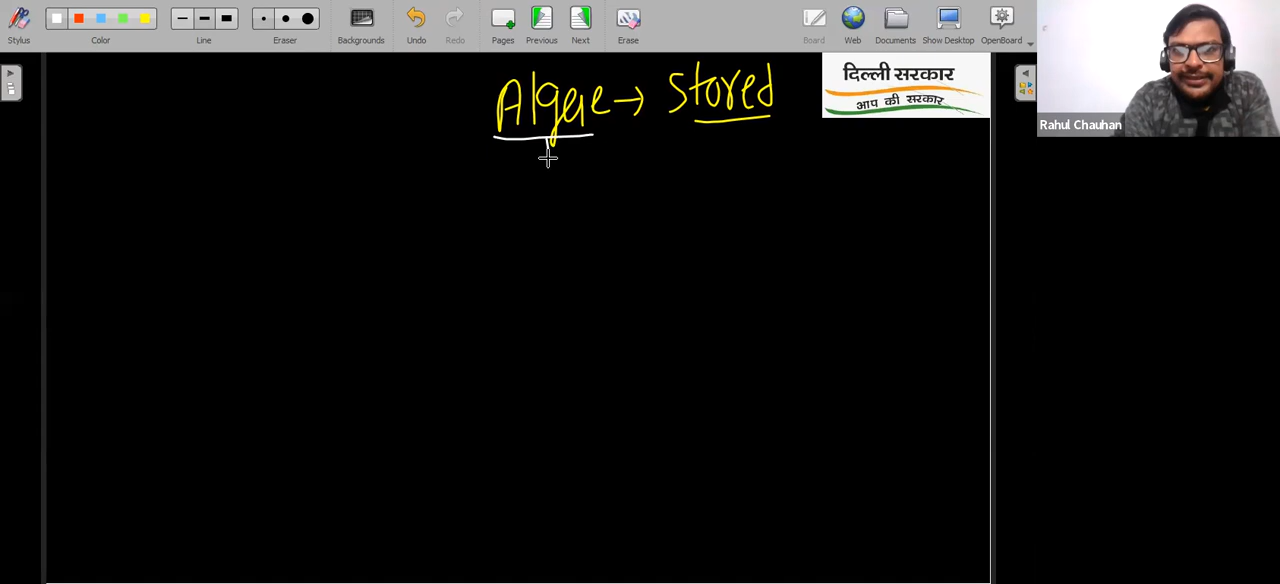 Stylus Color Line Eraser Backgrounds Undo Redo Pages Previous Next Erase Board Web Documents Show Desktop OpenBoard
Algae → Stored
दिल्ली सरकार
आप की सरकार
Rahul Chauhan